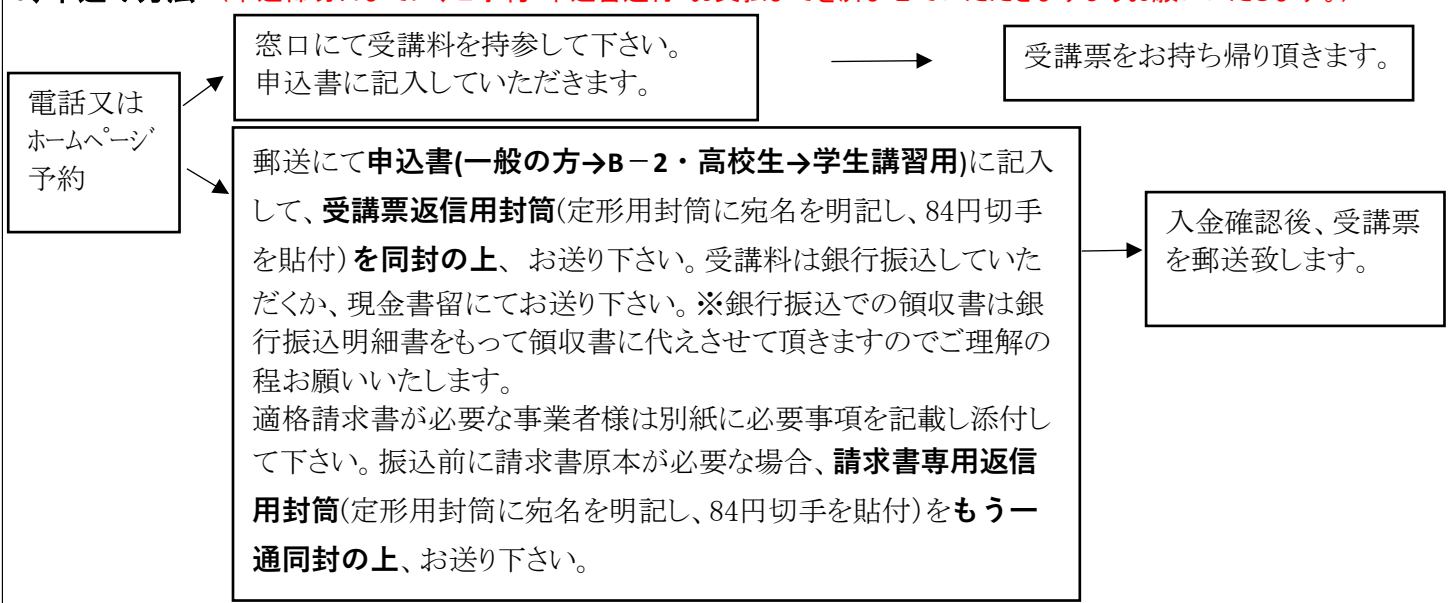 電話又は
ホームページ
予約
窓口にて受講料を持参して下さい。
申込書に記入していただきます。
受講票をお持ち帰り頂きます。
郵送にて申込書(一般の方→B－2・高校生→学生講習用)に記入
して、受講票返信用封筒(定形用封筒に宛名を明記し、84円切手
を貼付)を同封の上、お送り下さい。受講料は銀行振込していた
だくか、現金書留にてお送り下さい。※銀行振込での領収書は銀
行振込明細書をもって領収書に代えさせて頂きますのでご理解の
程お願いいたします。
適格請求書が必要な事業者様は別紙に必要事項を記載し添付し
て下さい。振込前に請求書原本が必要な場合、請求書専用返信
用封筒(定形用封筒に宛名を明記し、84円切手を貼付)をもう一
通同封の上、お送り下さい。
入金確認後、受講票
を郵送致します。